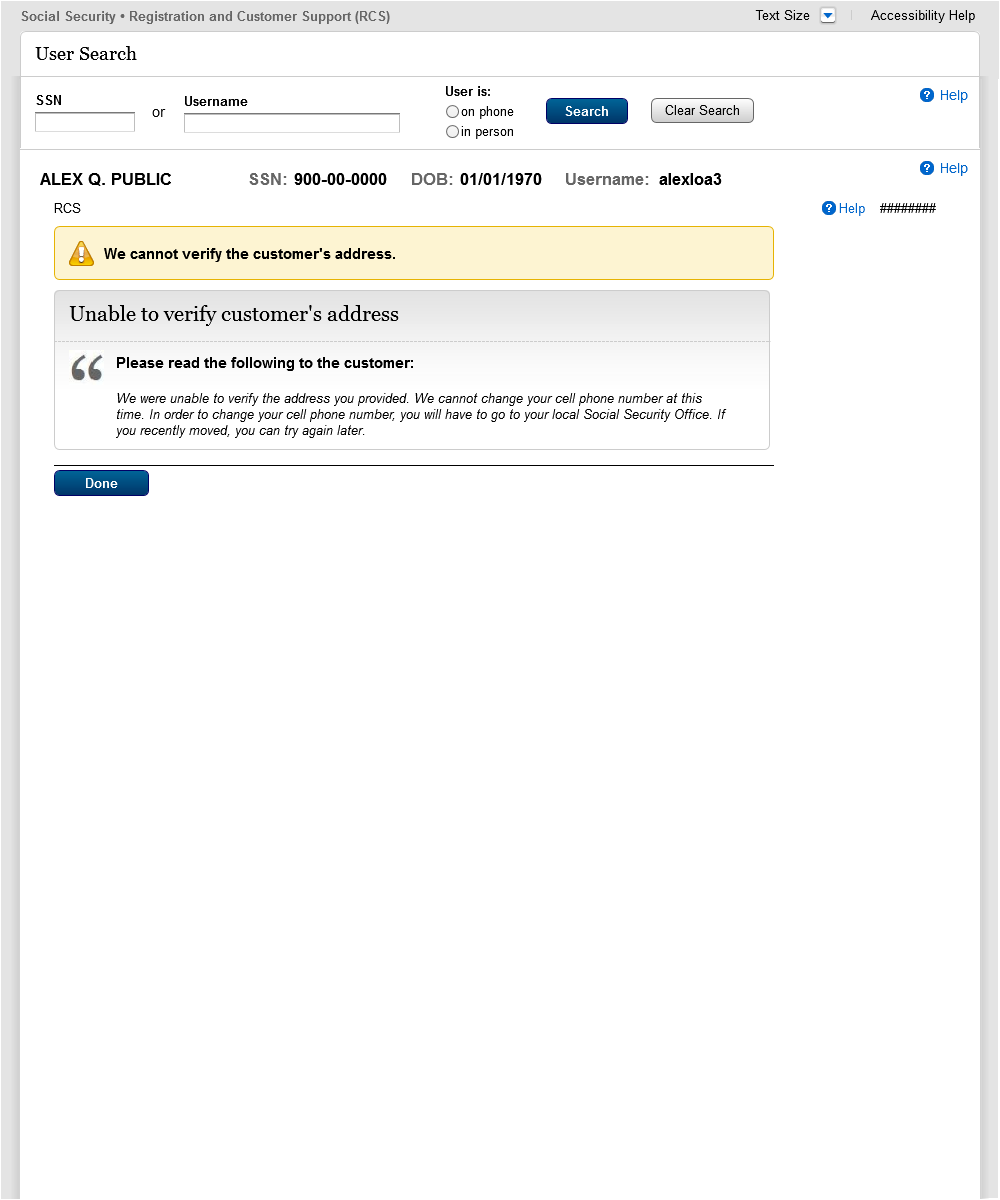 Social Security • Registration and Customer Support (RCS) Text Size Accessibility Help
User Search
SSN or Username User is: on phone in person Search Clear Search Help
Help
ALEX Q. PUBLIC SSN: 900-00-0000 DOB: 01/01/1970 Username: alexloa3
RCS Help ########
We cannot verify the customer's address.
Unable to verify customer's address
Please read the following to the customer:
We were unable to verify the address you provided. We cannot change your cell phone number at this
time. In order to change your cell phone number, you will have to go to your local Social Security Office. If
you recently moved, you can try again later.
Done